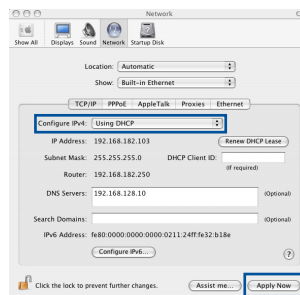 Network
Show All
Displays
Sound
Network
Startup Disk
Location: Automatic
Show: Built-in Ethernet
TCP/IP
PPPoE
AppleTalk
Proxies
Ethernet
Configure IPv4: Using DHCP
IP Address: 192.168.182.103
Renew DHCP Lease
Subnet Mask: 255.255.255.0
DHCP Client ID:
(If required)
Router: 192.168.182.250
DNS Servers: 192.168.128.10
(Optional)
Search Domains:
(Optional)
IPv6 Address: fe80:0000:0000:0000:0211:24ff:fe32:b18e
Configure IPv6...
?
Click the lock to prevent further changes.
Assist me...
Apply Now